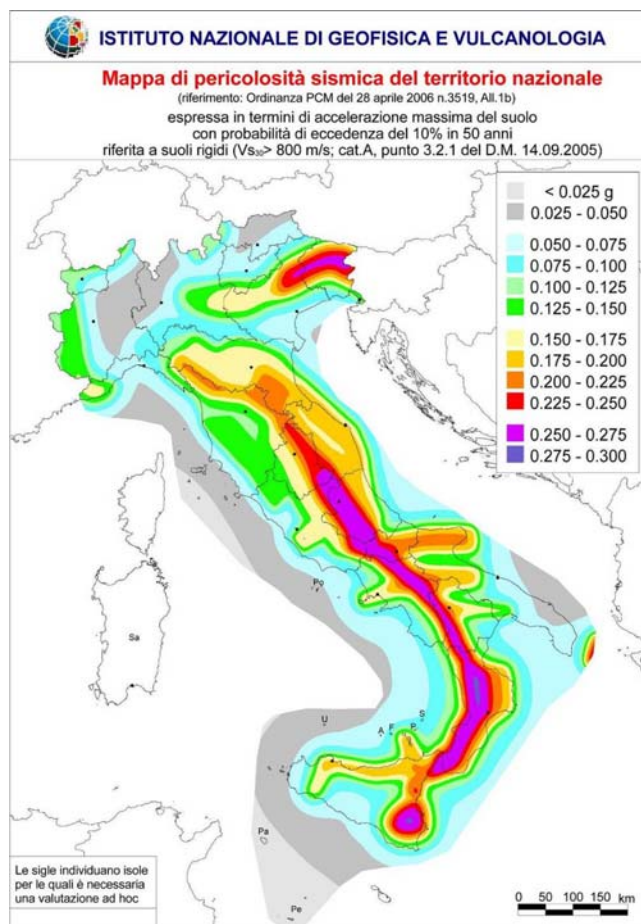 ISTITUTO NAZIONALE DI GEOFISICA E VULCANOLOGIA
Mappa di pericolosità sismica del territorio nazionale
(riferimento: Ordinanza PCM del 28 aprile 2006 n.3519, All.1b)
espressa in termini di accelerazione massima del suolo
con probabilità di eccedenza del 10% in 50 anni
riferita a suoli rigidi (Vs30> 800 m/s; cat.A, punto 3.2.1 del D.M. 14.09.2005)
< 0.025 g
0.025 - 0.050
0.050 - 0.075
0.075 - 0.100
0.100 - 0.125
0.125 - 0.150
0.150 - 0.175
0.175 - 0.200
0.200 - 0.225
0.225 - 0.250
0.250 - 0.275
0.275 - 0.300
Po
Sa
U
S
A
F
P
Pa
Pe
Le sigle individuano isole
per le quali è necessaria
una valutazione ad hoc
0 50 100 150 km